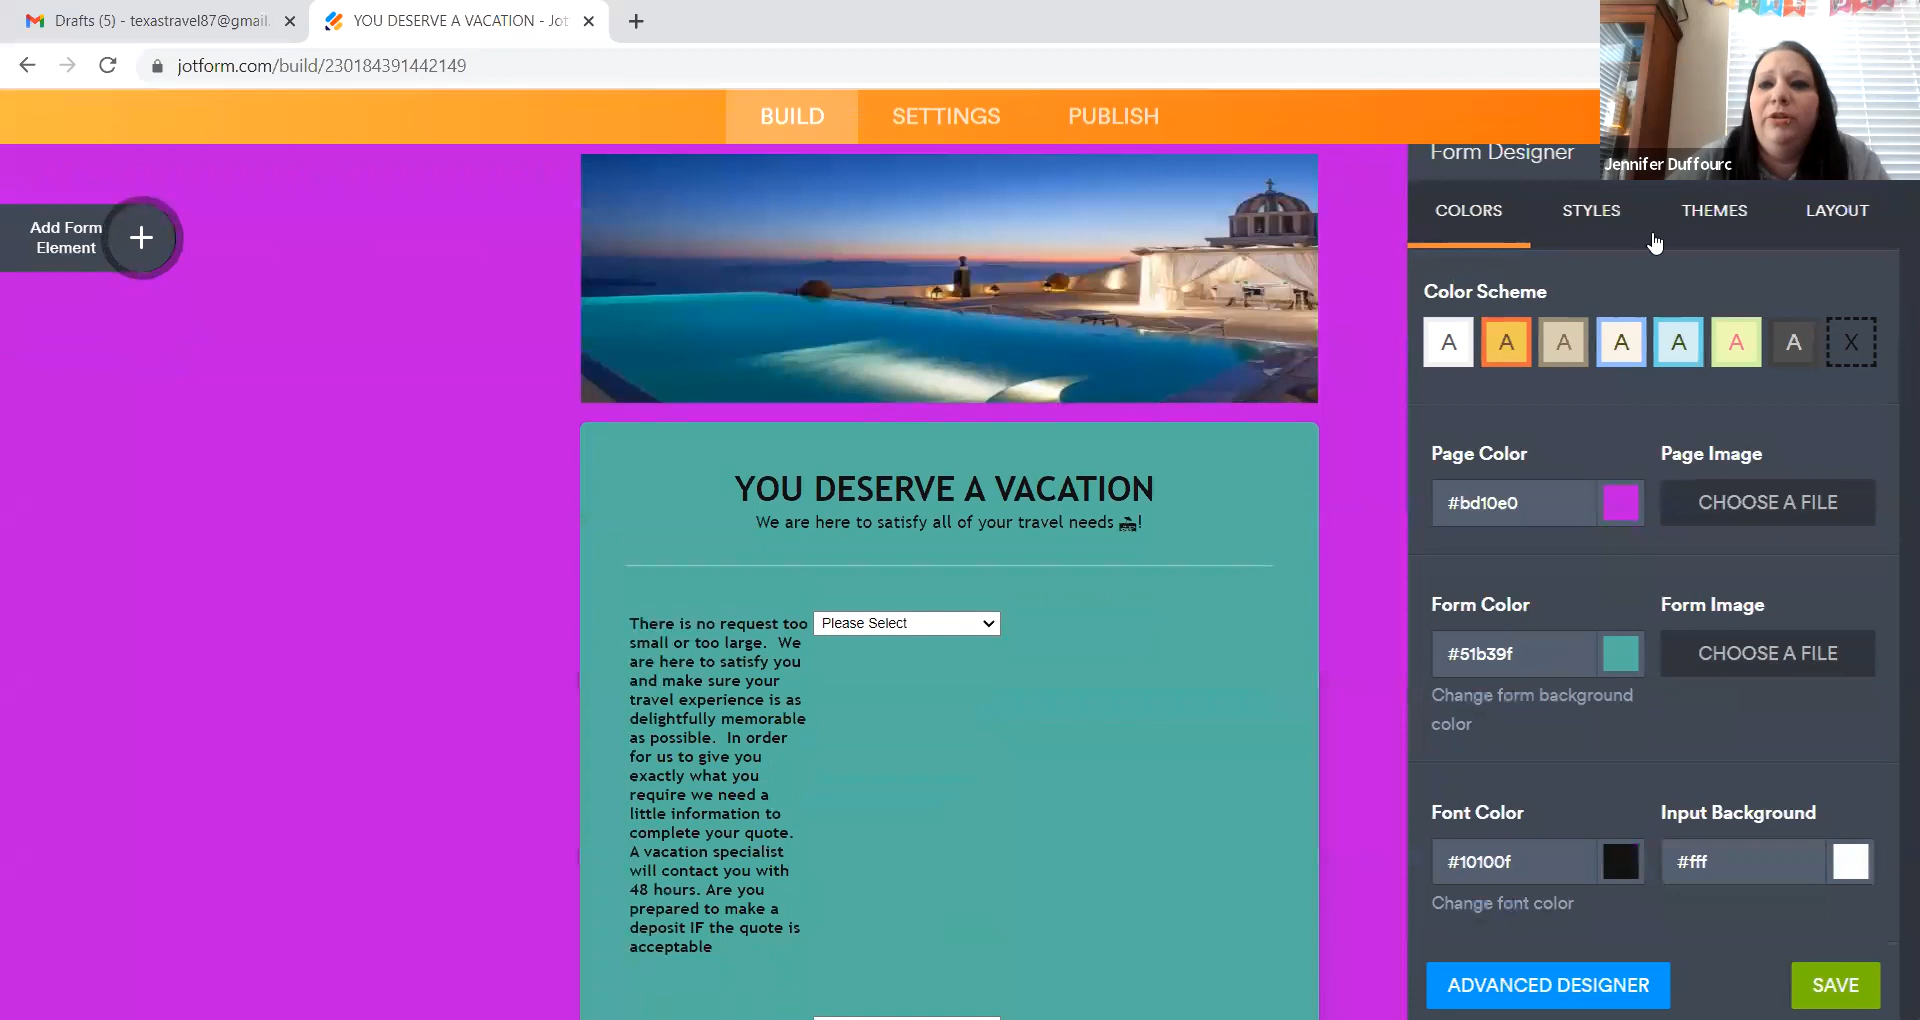 Drafts (5) - texastravel87@gmail.
YOU DESERVE A VACATION - Jot
jotform.com/build/230184391442149
BUILD
SETTINGS
PUBLISH
Jennifer Duffourc
Form Designer
COLORS
STYLES
THEMES
LAYOUT
Add Form
Element
Color Scheme
A
A
A
A
A
A
A
X
Page Color
Page Image
#bd10e0
CHOOSE A FILE
Form Color
Form Image
#51b39f
CHOOSE A FILE
Change form background
color
Font Color
Input Background
#10100f
#fff
Change font color
ADVANCED DESIGNER
SAVE
YOU DESERVE A VACATION
We are here to satisfy all of your travel needs !
There is no request too
small or too large. We
are here to satisfy you
and make sure your
travel experience is as
delightfully memorable
as possible. In order
for us to give you
exactly what you
require we need a
little information to
complete your quote.
A vacation specialist
will contact you with
48 hours. Are you
prepared to make a
deposit IF the quote is
acceptable
Please Select